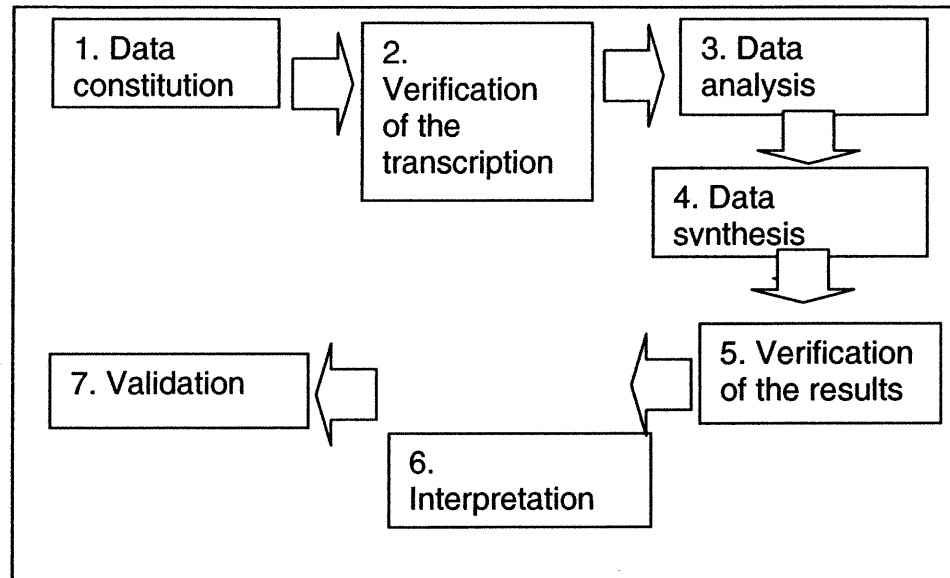 1. Data
constitution
2.
Verification
of the
transcription
3. Data
analysis
4. Data
synthesis
5. Verification
of the results
6.
Interpretation
7. Validation